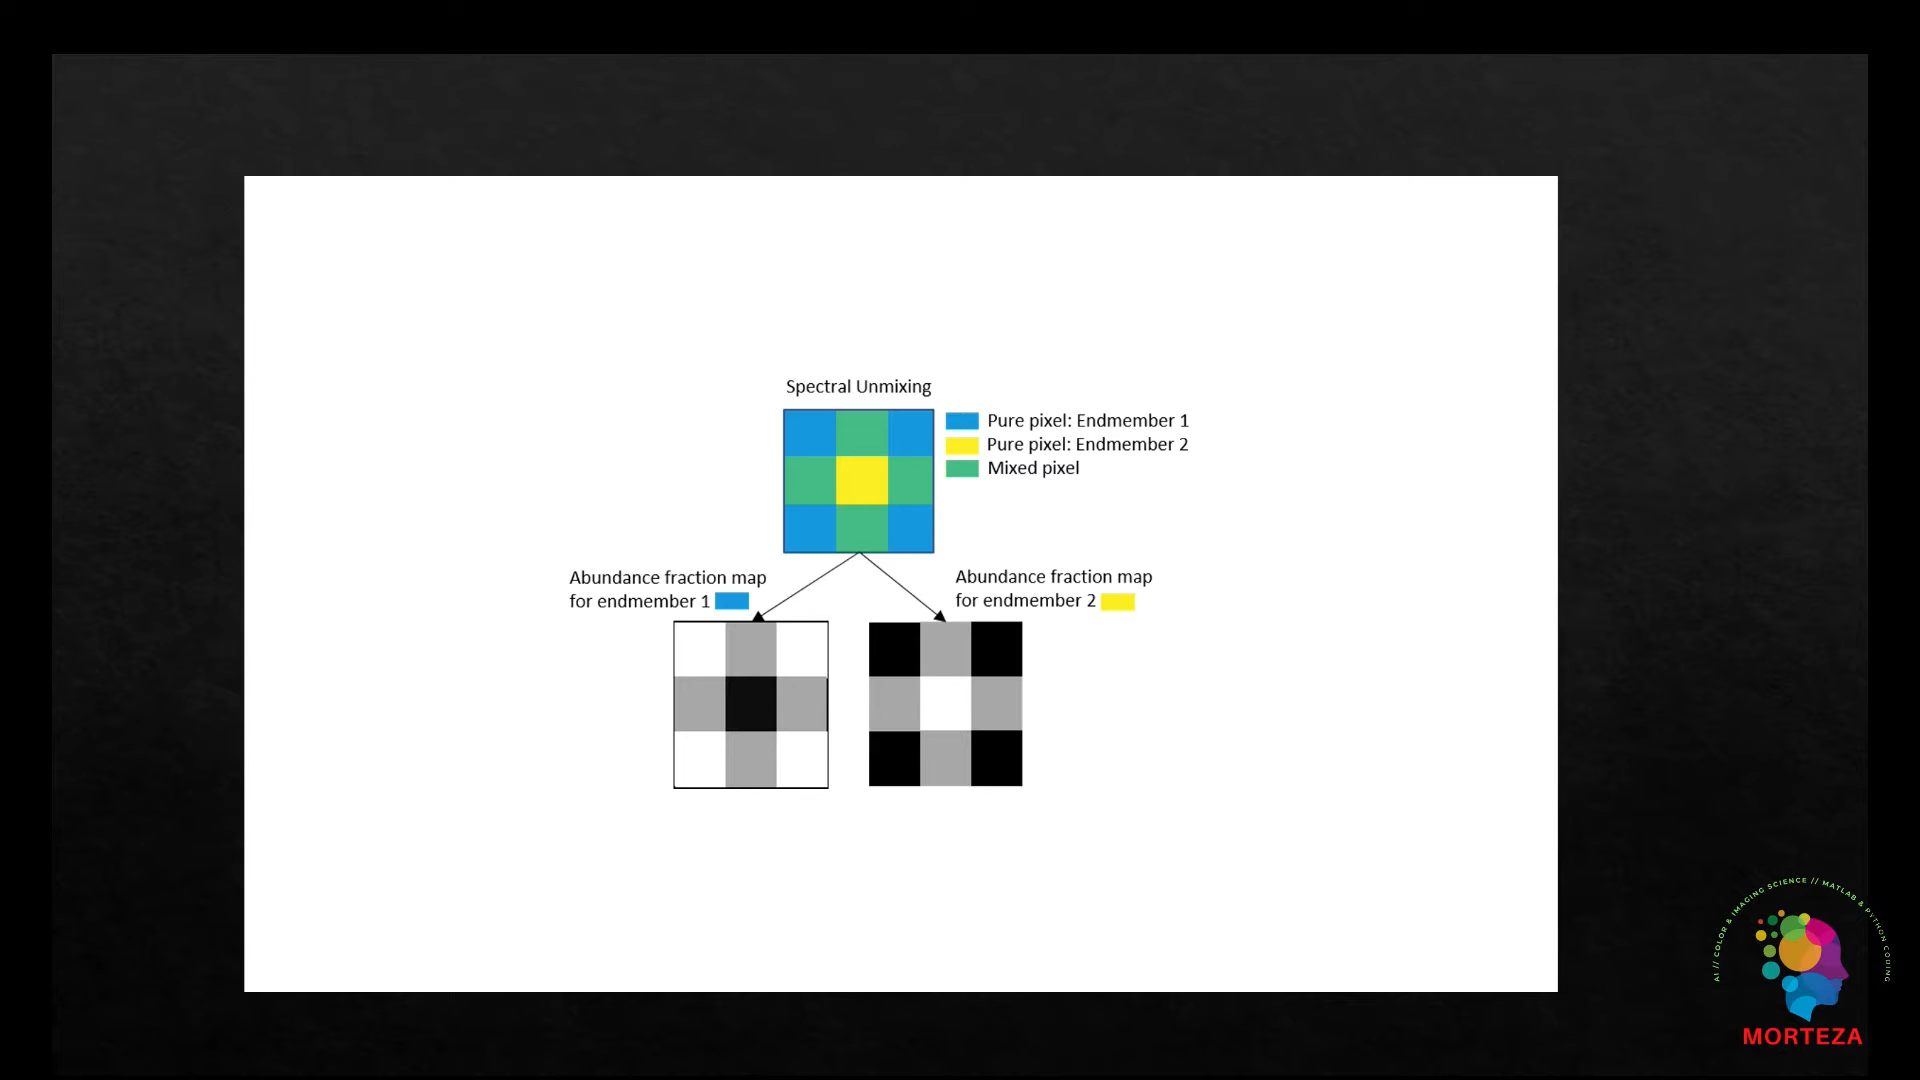 Spectral Unmixing
Pure pixel: Endmember 1
Pure pixel: Endmember 2
Mixed pixel
Abundance fraction map
for endmember 1
Abundance fraction map
for endmember 2
AI // COLOR & IMAGING SCIENCE // MATLAB & PYTHON CODING
MORTEZA